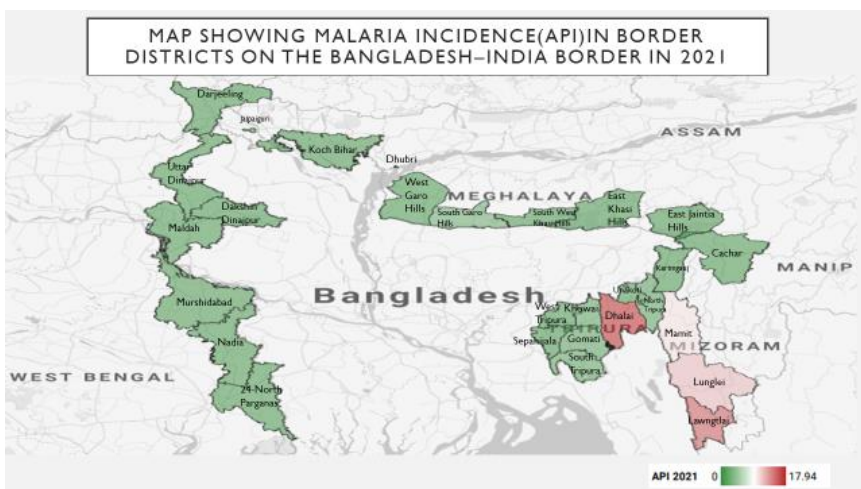 MAP SHOWING MALARIA INCIDENCE(API)IN BORDER
DISTRICTS ON THE BANGLADESH–INDIA BORDER IN 2021
Darjeeling
Jalpaiguri
Koch Bihar
Dhubri
ASSAM
Uttar
Dinajpur
West
Garo
Hills
MEGHALAYA
East
Khasi
Hills
Dakshin
Dinajpur
South Garo
Hills
South West
Khasi Hills
East Jaintia
Hills
Maldah
Cachar
Karimganj
MANIP
Murshidabad
Bangladesh
Unakoti
North
Tripura
West
Tripura
Khowai
Dhalai
TRIPURA
Mamit
MIZORAM
Sepahijala
Gomati
Nadia
South
Tripura
WEST BENGAL
24-North
Parganas
Lunglei
Lawngtlai
API 2021 0 17.94